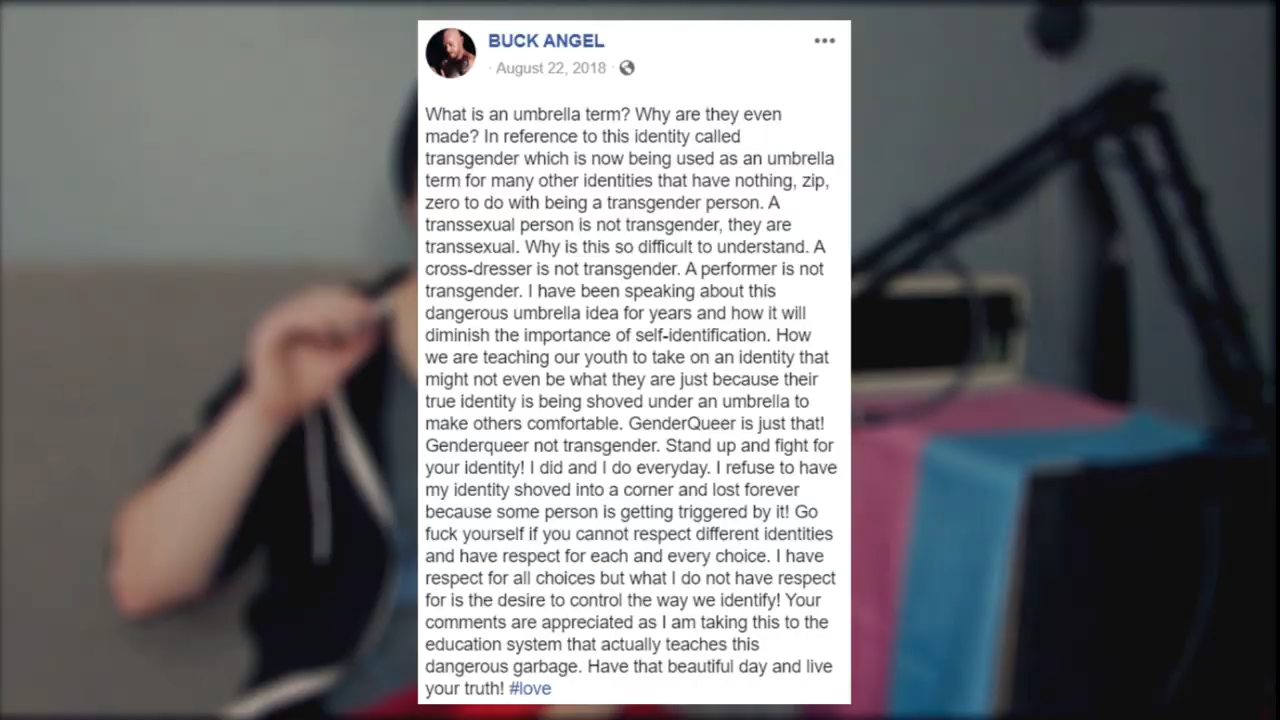 BUCK ANGEL
· August 22, 2018 ·
What is an umbrella term? Why are they even
made? In reference to this identity called
transgender which is now being used as an umbrella
term for many other identities that have nothing, zip,
zero to do with being a transgender person. A
transsexual person is not transgender, they are
transsexual. Why is this so difficult to understand. A
cross-dresser is not transgender. A performer is not
transgender. I have been speaking about this
dangerous umbrella idea for years and how it will
diminish the importance of self-identification. How
we are teaching our youth to take on an identity that
might not even be what they are just because their
true identity is being shoved under an umbrella to
make others comfortable. GenderQueer is just that!
Genderqueer not transgender. Stand up and fight for
your identity! I did and I do everyday. I refuse to have
my identity shoved into a corner and lost forever
because some person is getting triggered by it! Go
fuck yourself if you cannot respect different identities
and have respect for each and every choice. I have
respect for all choices but what I do not have respect
for is the desire to control the way we identify! Your
comments are appreciated as I am taking this to the
education system that actually teaches this
dangerous garbage. Have that beautiful day and live
your truth! #love